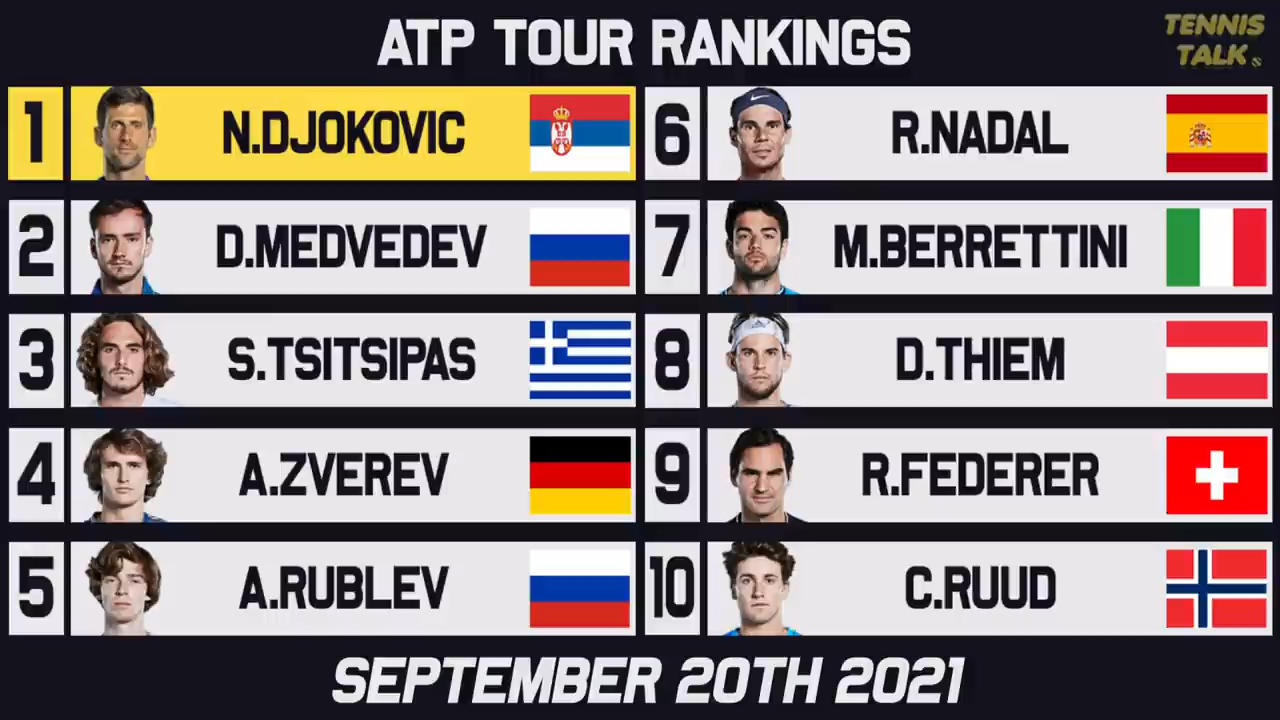 ATP TOUR RANKINGS
TENNIS
TALK
1 N.DJOKOVIC
2 D.MEDVEDEV
3 S.TSITSIPAS
4 A.ZVEREV
5 A.RUBLEV
6 R.NADAL
7 M.BERRETTINI
8 D.THIEM
9 R.FEDERER
10 C.RUUD
SEPTEMBER 20TH 2021